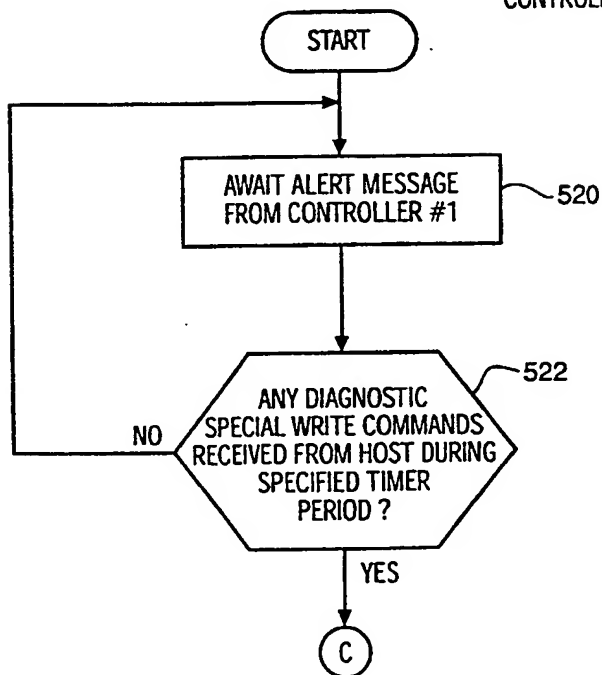 CONTROL
START
AWAIT ALERT MESSAGE
FROM CONTROLLER #1
520
522
ANY DIAGNOSTIC
SPECIAL WRITE COMMANDS
RECEIVED FROM HOST DURING
SPECIFIED TIMER
PERIOD ?
NO
YES
C